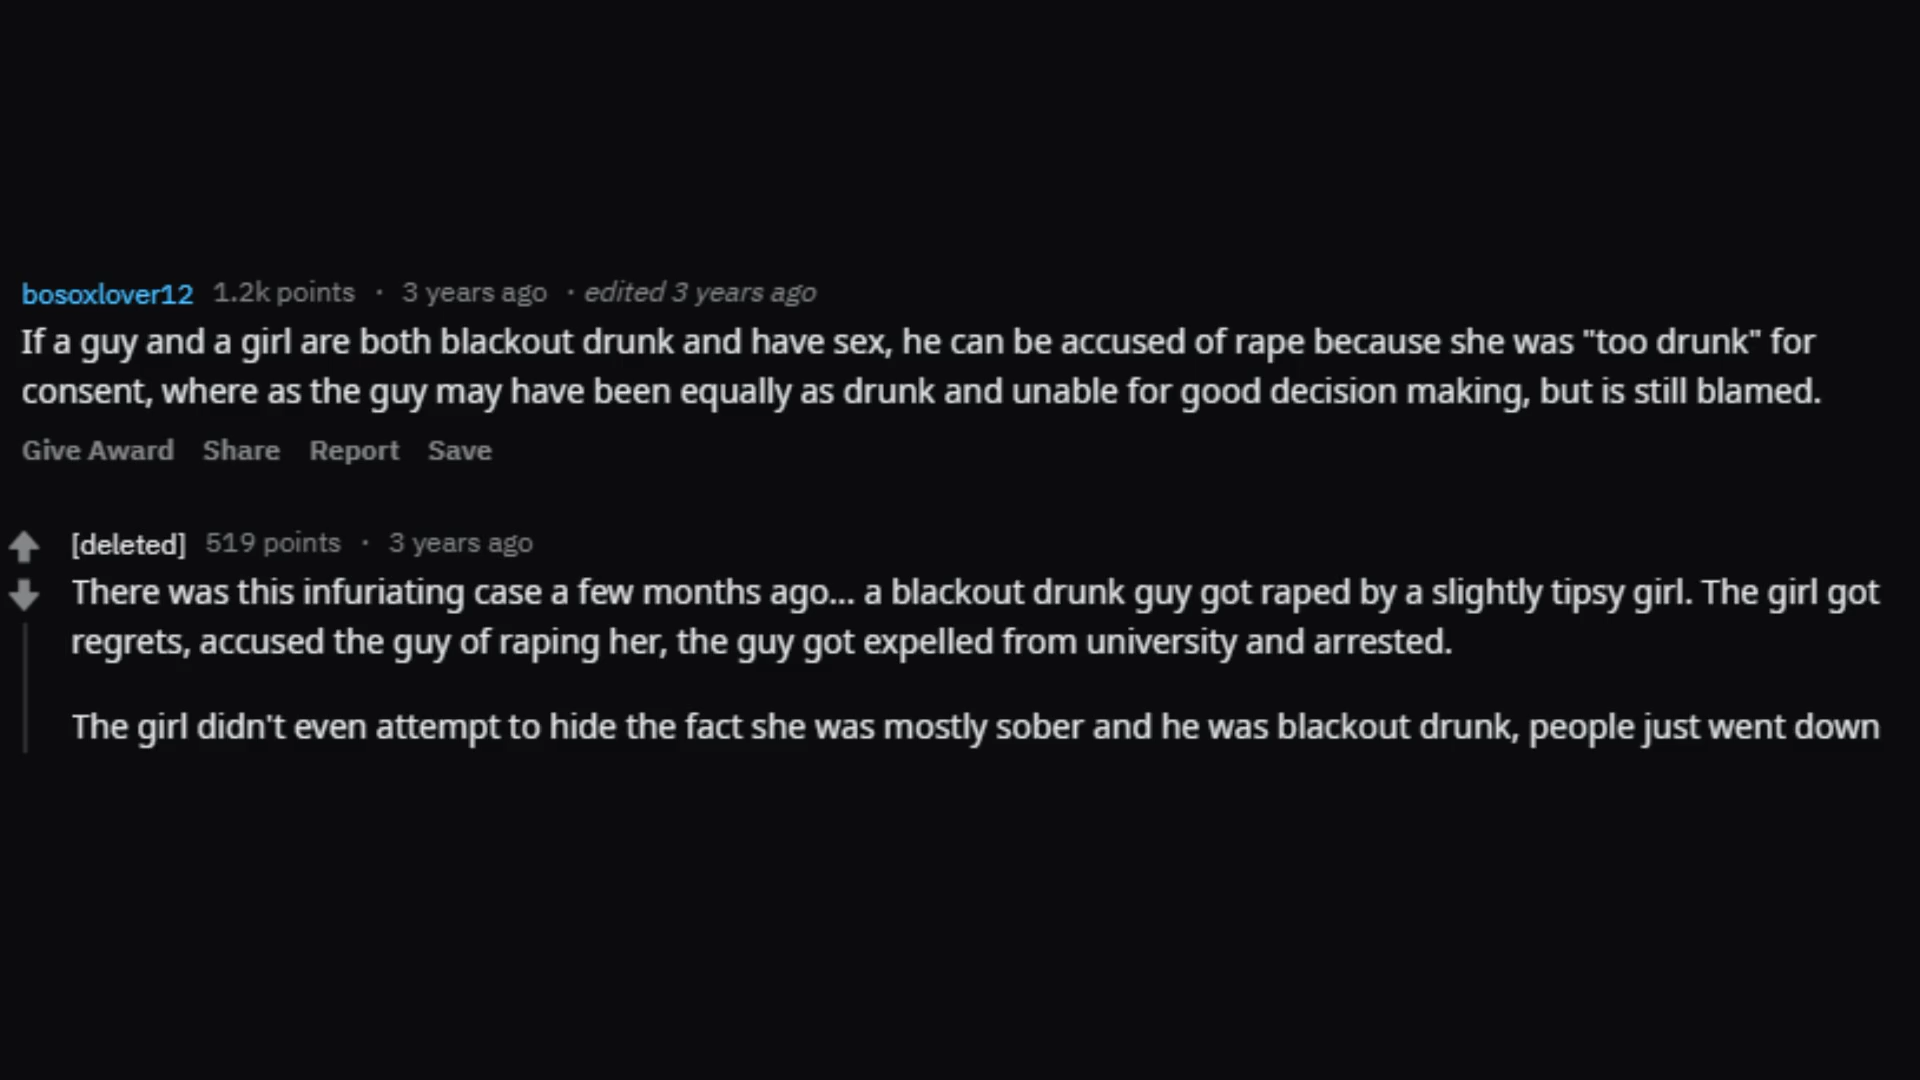 bosoxlover12 1.2k points · 3 years ago · edited 3 years ago
If a guy and a girl are both blackout drunk and have sex, he can be accused of rape because she was "too drunk" for
consent, where as the guy may have been equally as drunk and unable for good decision making, but is still blamed.
Give Award Share Report Save
[deleted] 519 points · 3 years ago
There was this infuriating case a few months ago... a blackout drunk guy got raped by a slightly tipsy girl. The girl got
regrets, accused the guy of raping her, the guy got expelled from university and arrested.
The girl didn't even attempt to hide the fact she was mostly sober and he was blackout drunk, people just went down